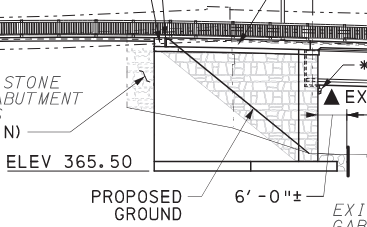 STONE
ABUTMENT
N)
ELEV 365.50
PROPOSED
GROUND
6'-0"±
*
▲ EX
EXI